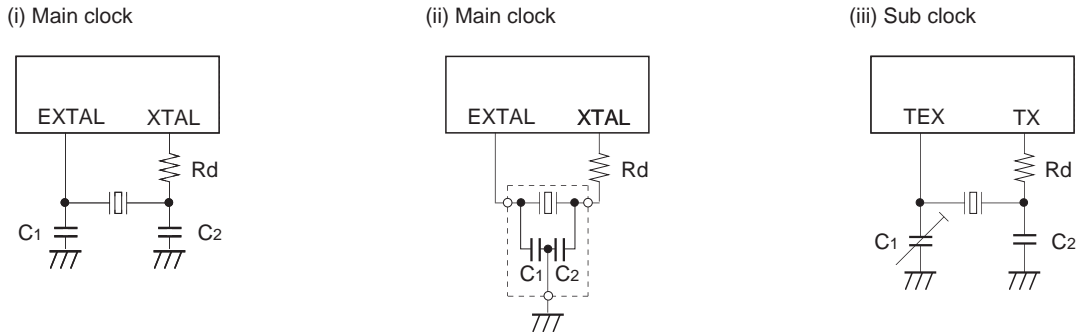 (i) Main clock
(ii) Main clock
(iii) Sub clock
EXTAL XTAL
EXTAL XTAL
TEX TX
Rd
Rd
Rd
C1 C2
C1 C2
C1 C2